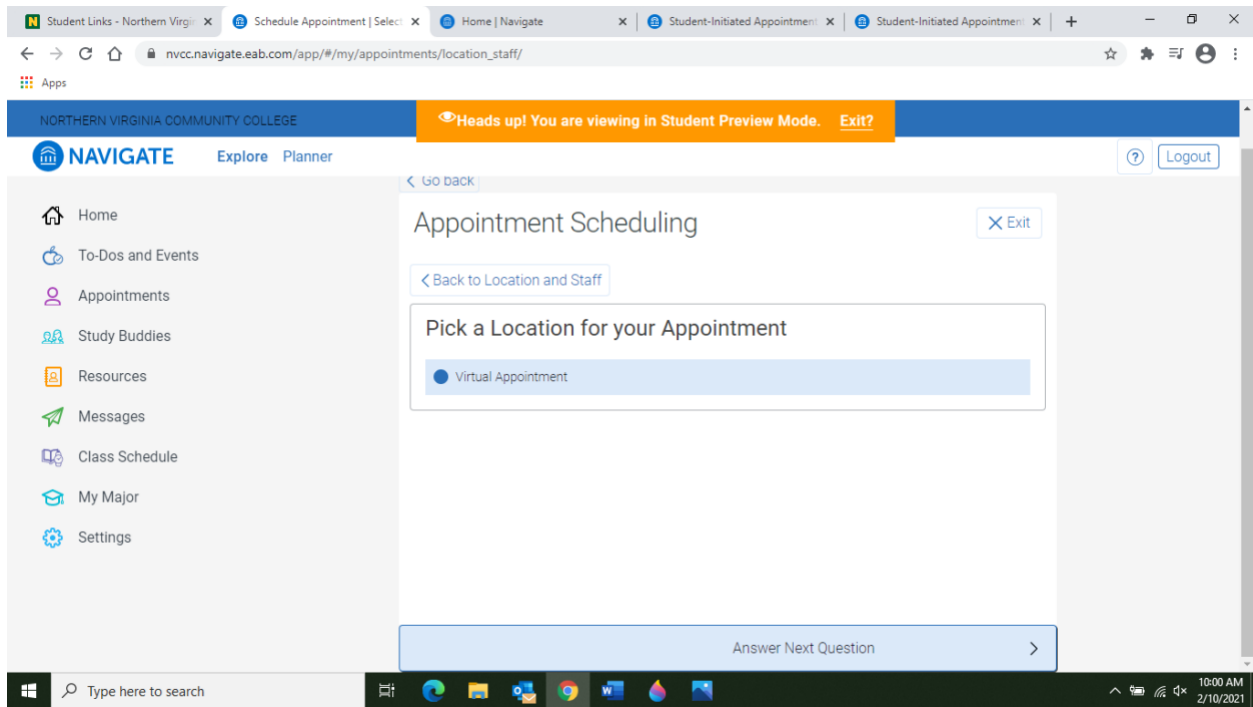 Student Links - Northern Virgi
Schedule Appointment | Select
Home | Navigate
Student-Initiated Appointment
Student-Initiated Appointment
nvcc.navigate.eab.com/app/#/my/appointments/location_staff/
Apps
NORTHERN VIRGINIA COMMUNITY COLLEGE
Heads up! You are viewing in Student Preview Mode. Exit?
NAVIGATE Explore Planner
? Logout
Go back
Home
To-Dos and Events
Appointments
Study Buddies
Resources
Messages
Class Schedule
My Major
Settings
Appointment Scheduling
Exit
Back to Location and Staff
Pick a Location for your Appointment
Virtual Appointment
Answer Next Question
Type here to search
10:00 AM
2/10/2021